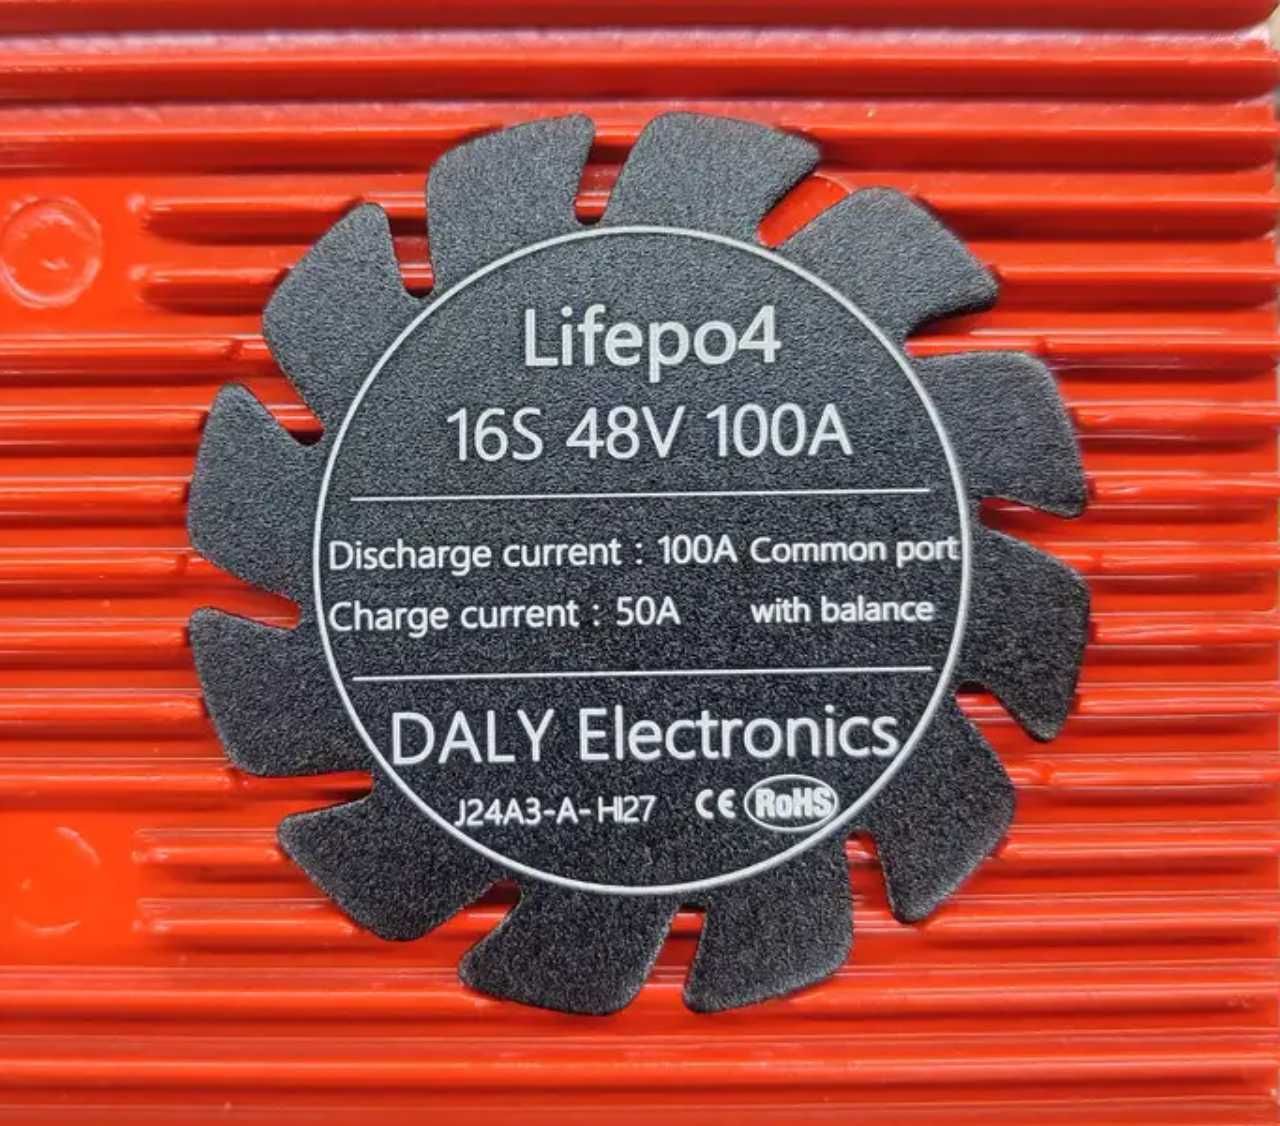 Lifepo4
16S 48V 100A
Discharge current : 100A Common port
Charge current : 50A with balance
DALY Electronics
J24A3-A-HI27 CE RoHS